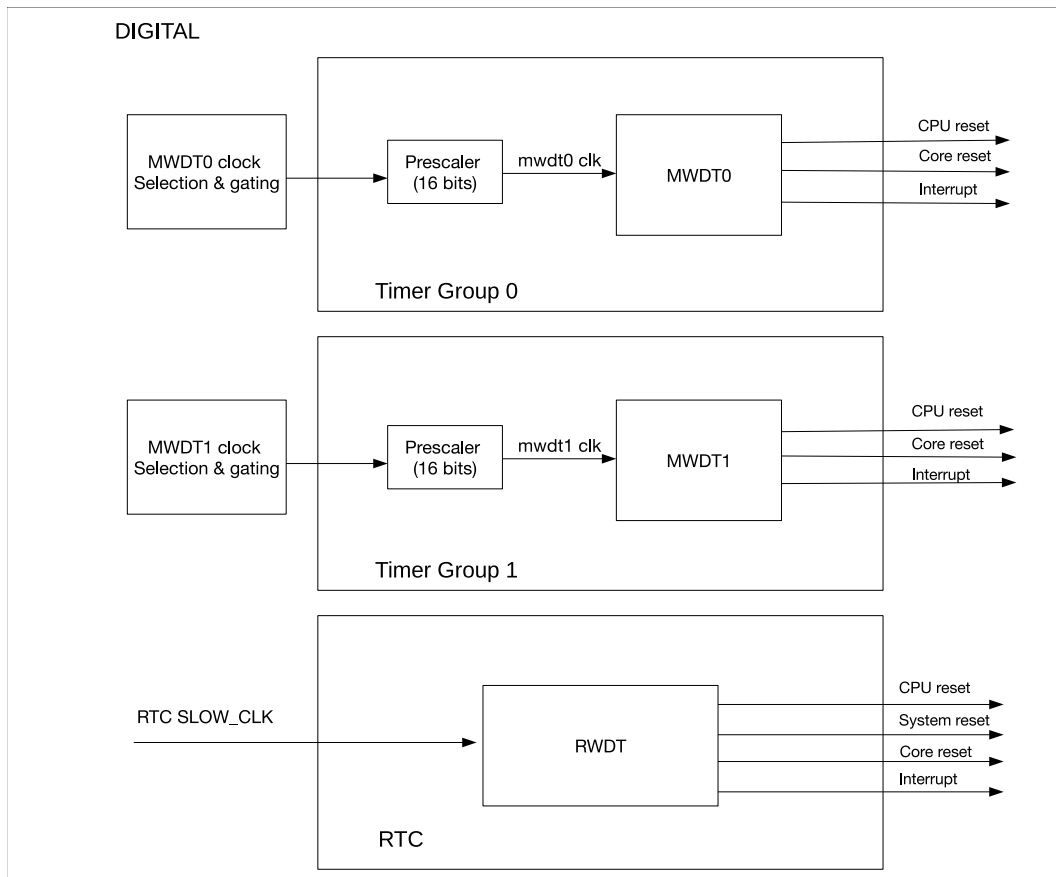 DIGITAL
MWDT0 clock
Selection & gating
Prescaler
(16 bits)
mwdt0 clk
MWDT0
CPU reset
Core reset
Interrupt
Timer Group 0
MWDT1 clock
Selection & gating
Prescaler
(16 bits)
mwdt1 clk
MWDT1
CPU reset
Core reset
Interrupt
Timer Group 1
RTC SLOW_CLK
RWDT
CPU reset
System reset
Core reset
Interrupt
RTC